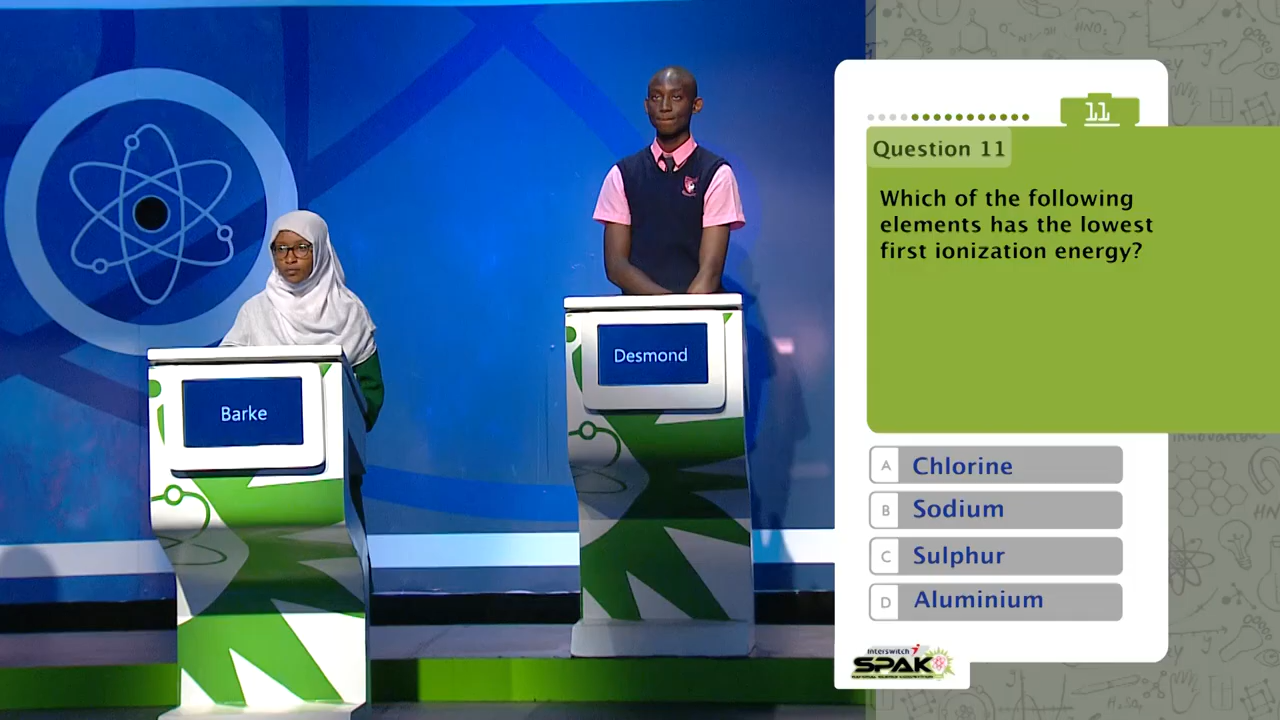 Barke
Desmond
11
Question 11
Which of the following
elements has the lowest
first ionization energy?
A Chlorine
B Sodium
C Sulphur
D Aluminium
Interswitch
SPAK